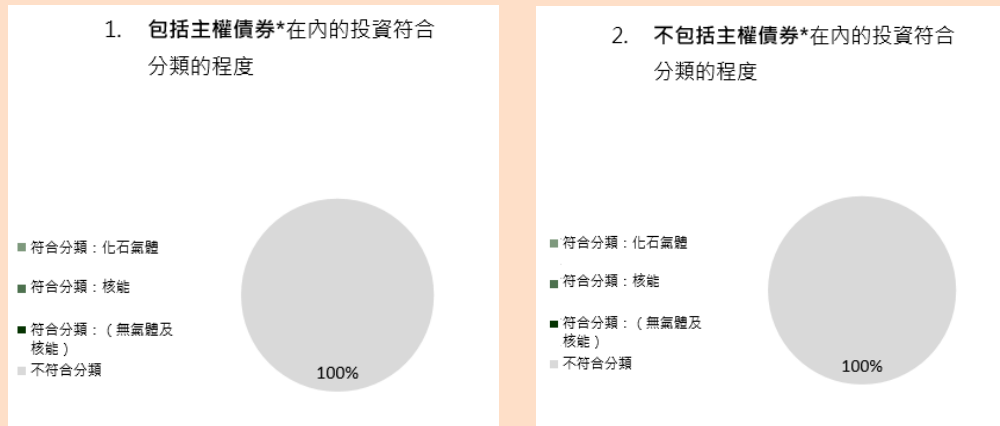 1. 包括主權債券*在內的投資符合
分類的程度
符合分類：化石氣體
符合分類：核能
符合分類：（無氣體及
核能）
不符合分類
100%
2. 不包括主權債券*在內的投資符合
分類的程度
符合分類：化石氣體
符合分類：核能
符合分類：（無氣體及
核能）
不符合分類
100%